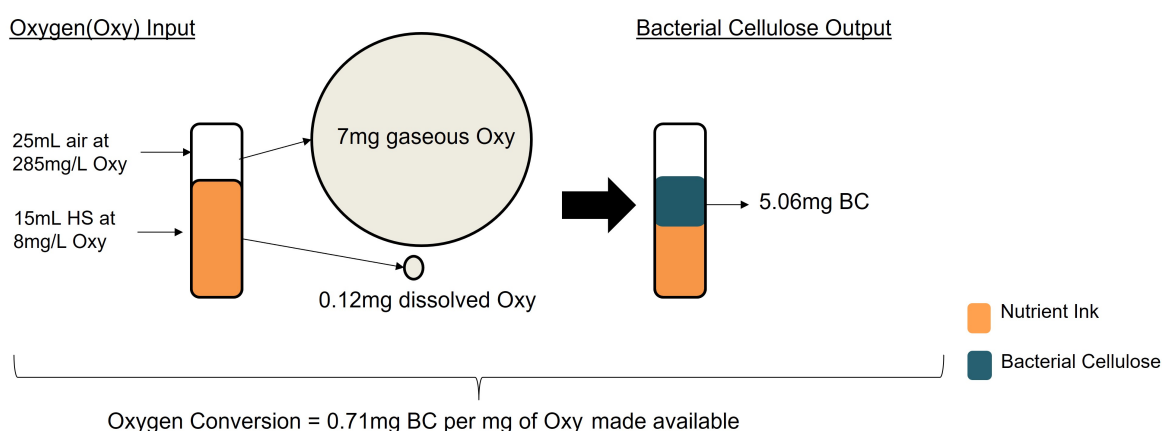 Oxygen(Oxy) Input
Bacterial Cellulose Output
25mL air at
285mg/L Oxy
7mg gaseous Oxy
15mL HS at
8mg/L Oxy
5.06mg BC
0.12mg dissolved Oxy
Nutrient Ink
Bacterial Cellulose
Oxygen Conversion = 0.71mg BC per mg of Oxy made available